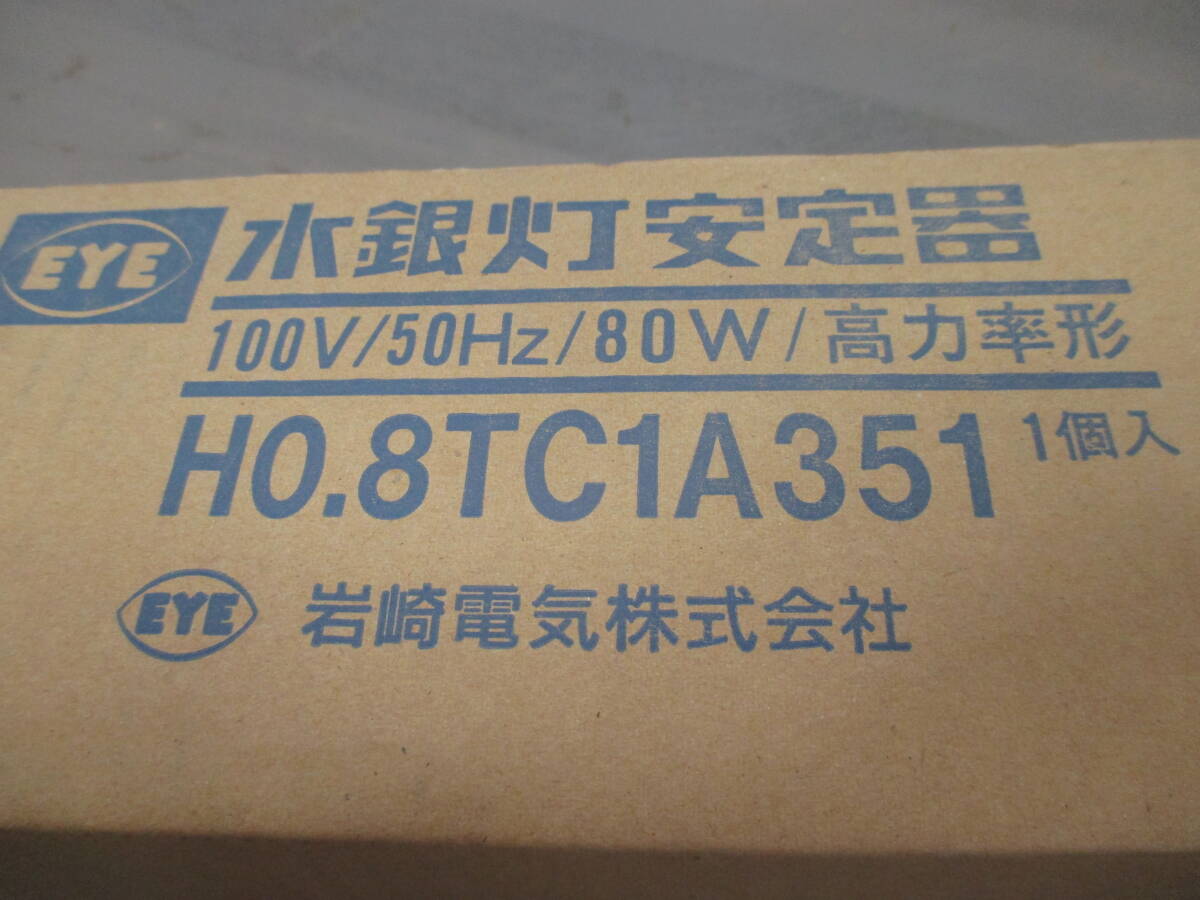 EYE 水銀灯安定器
100V/50Hz/80W/高力率形
H0.8TC1A351 1個入
EYE 岩崎電気株式会社